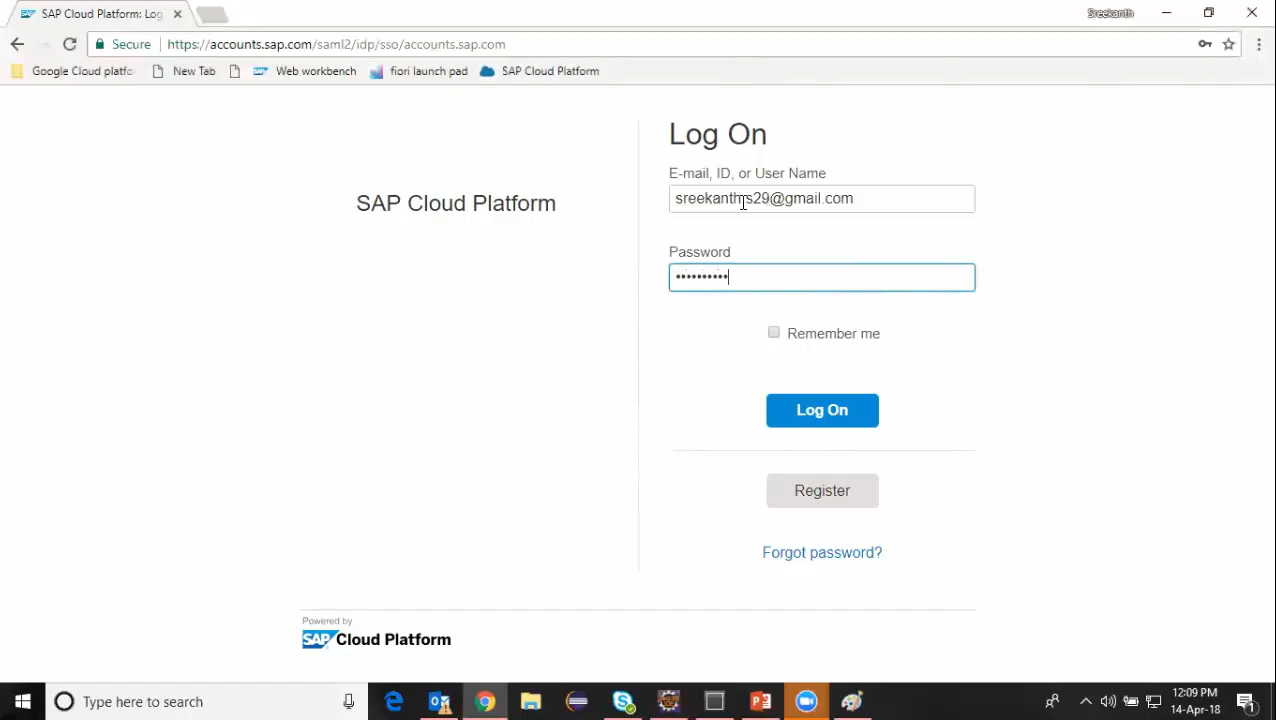 SAP Cloud Platform: Log
Sreekanth
Secure
https://accounts.sap.com/saml2/idp/sso/accounts.sap.com
Google Cloud platfo
New Tab
Web workbench
fiori launch pad
SAP Cloud Platform
SAP Cloud Platform
Log On
E-mail, ID, or User Name
sreekanthrs29@gmail.com
Password
••••••••••
Remember me
Log On
Register
Forgot password?
Powered by
SAP Cloud Platform
Type here to search
12:09 PM
14-Apr-18